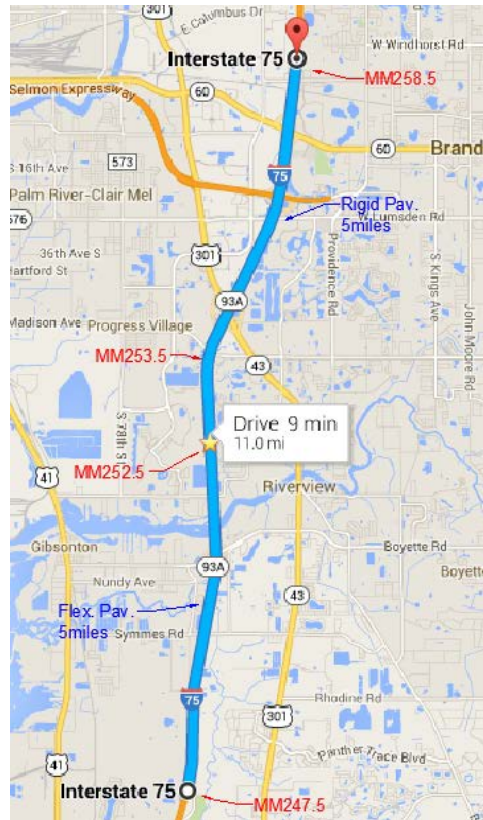 E Columbus Dr
W Windhorst Rd
Interstate 75
MM258.5
Selmon Expressway
60
60
Brand
S 16th Ave
573
75
Palm River-Clair Mel
Rigid Pav.
5miles
W Lumsden Rd
676
36th Ave S
Hartford St
301
Providence Rd
S Kings Ave
John Moore Rd
93A
Madison Ave
Progress Village
MM253.5
43
Drive 9 min
11.0 mi
S 78th St
MM252.5
41
Riverview
Gibsonton
Boyette Rd
93A
Boyette
Nundy Ave
43
Flex. Pav.
5miles
Symmes Rd
75
Rhodine Rd
301
Panther Trace Blvd
41
Interstate 75
MM247.5